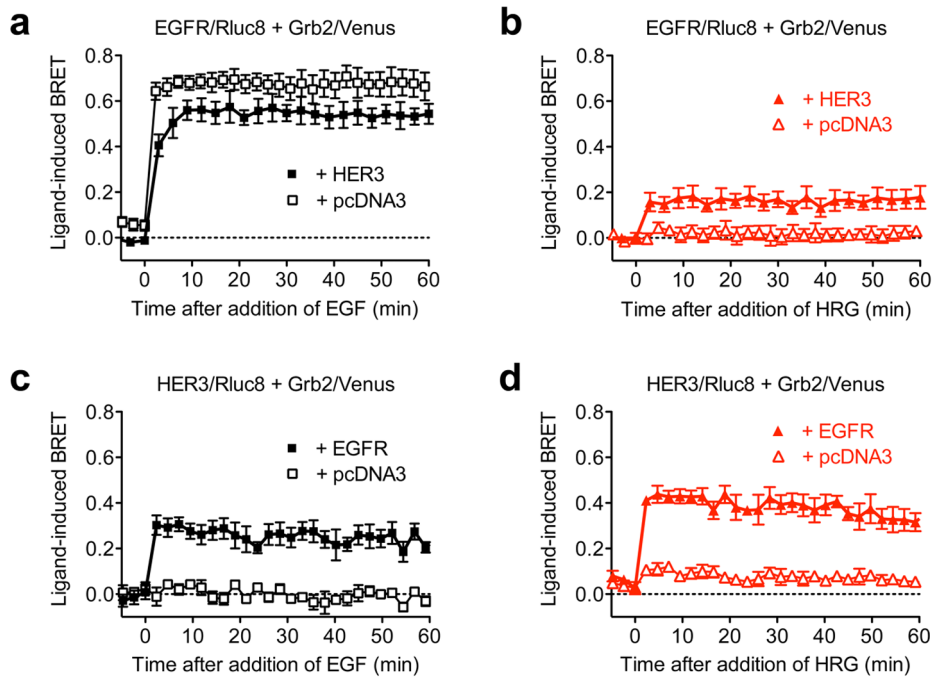 a
EGFR/Rluc8 + Grb2/Venus
Ligand-induced BRET
0.8
0.6
0.4
0.2
0.0
+ HER3
+ pcDNA3
0 10 20 30 40 50 60
Time after addition of EGF (min)
b
EGFR/Rluc8 + Grb2/Venus
Ligand-induced BRET
0.8
0.6
0.4
0.2
0.0
+ HER3
+ pcDNA3
0 10 20 30 40 50 60
Time after addition of HRG (min)
c
HER3/Rluc8 + Grb2/Venus
Ligand-induced BRET
0.8
0.6
0.4
0.2
0.0
+ EGFR
+ pcDNA3
0 10 20 30 40 50 60
Time after addition of EGF (min)
d
HER3/Rluc8 + Grb2/Venus
Ligand-induced BRET
0.8
0.6
0.4
0.2
0.0
+ EGFR
+ pcDNA3
0 10 20 30 40 50 60
Time after addition of HRG (min)